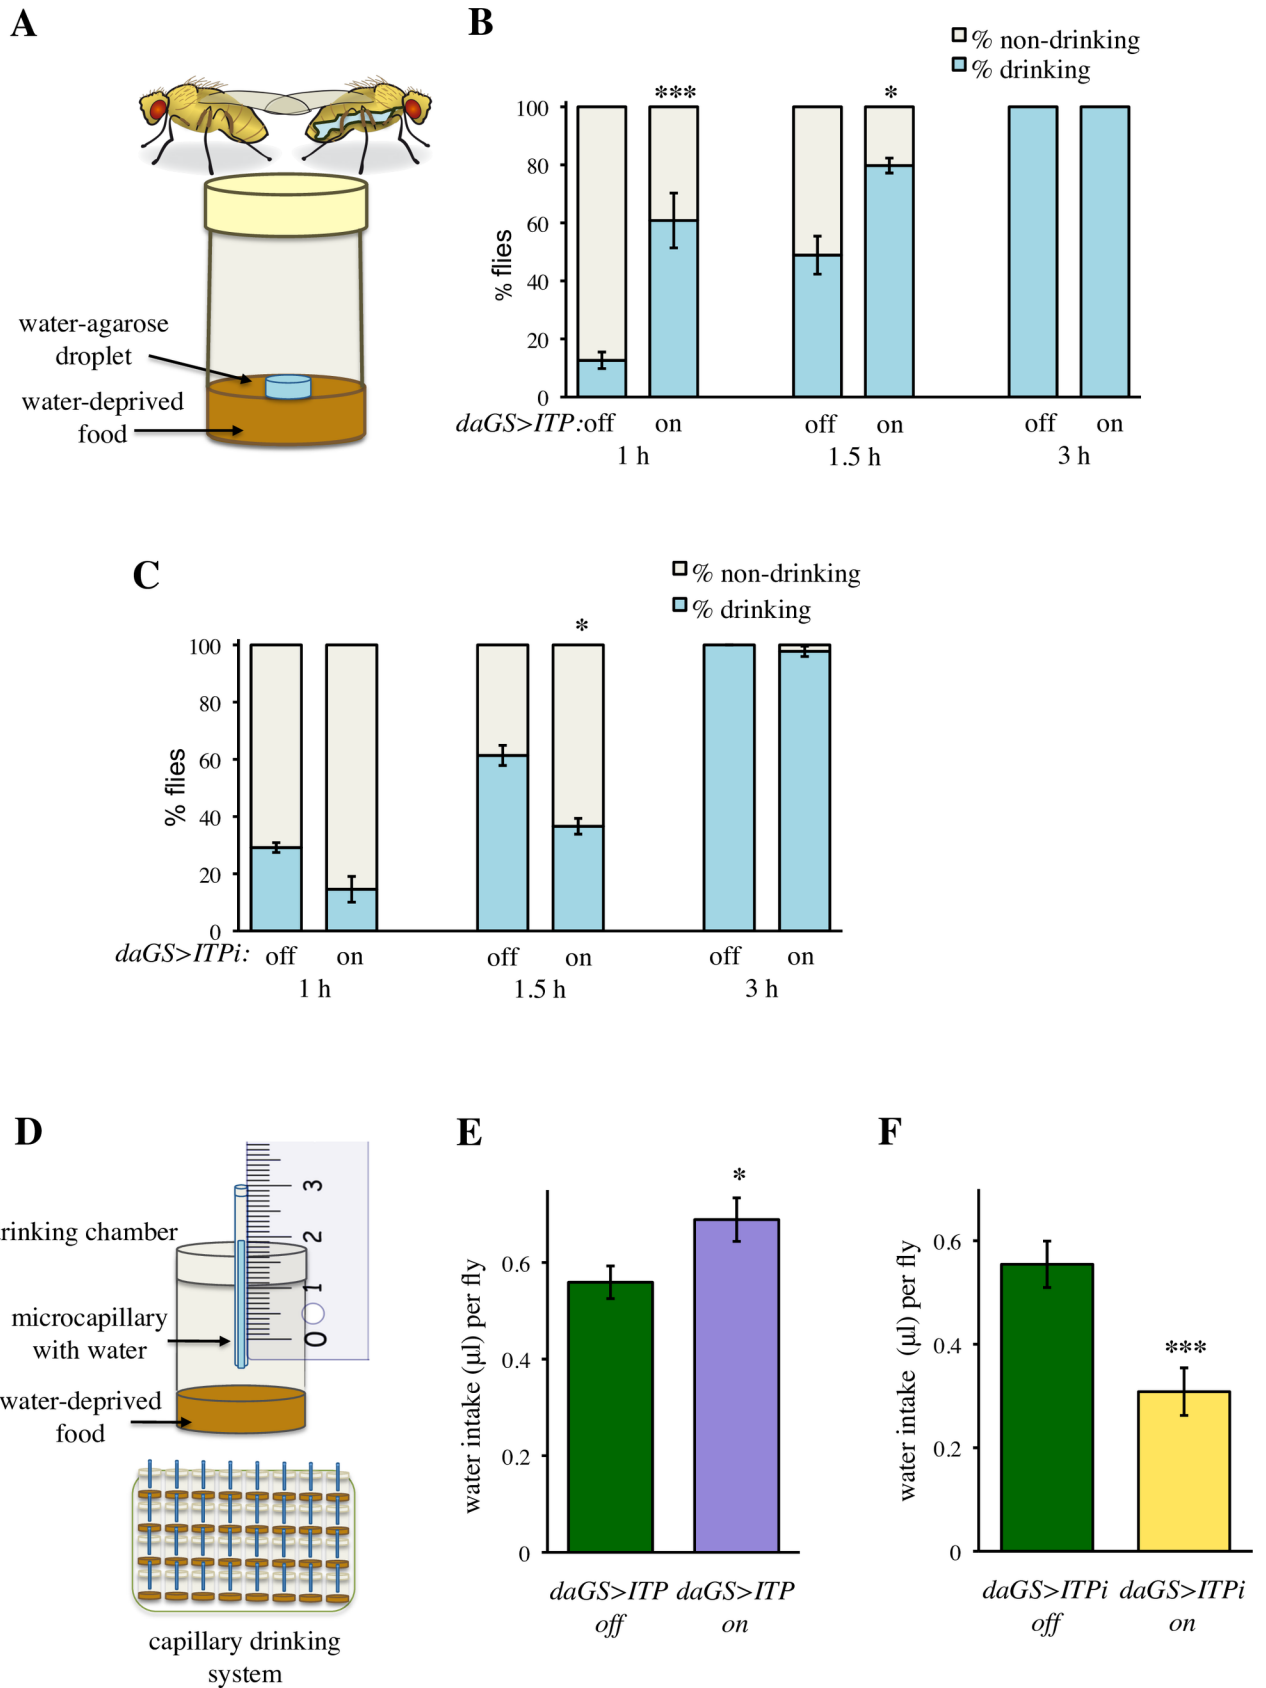 A
water-agarose
droplet
water-deprived
food
B
% non-drinking
% drinking
*** *
100
80
60
40
20
0
% flies
daGS>ITP: off on off on off on
1 h 1.5 h 3 h
C
% non-drinking
% drinking
*
100
80
60
40
20
0
% flies
daGS>ITPi: off on off on off on
1 h 1.5 h 3 h
D
3
2
1
0
rinking chamber
microcapillary
with water
water-deprived
food
capillary drinking
system
E
*
0.6
0.4
0.2
0
water intake (µl) per fly
daGS>ITP daGS>ITP
off on
F
***
0.6
0.4
0.2
0
water intake (µl) per fly
daGS>ITPi daGS>ITPi
off on